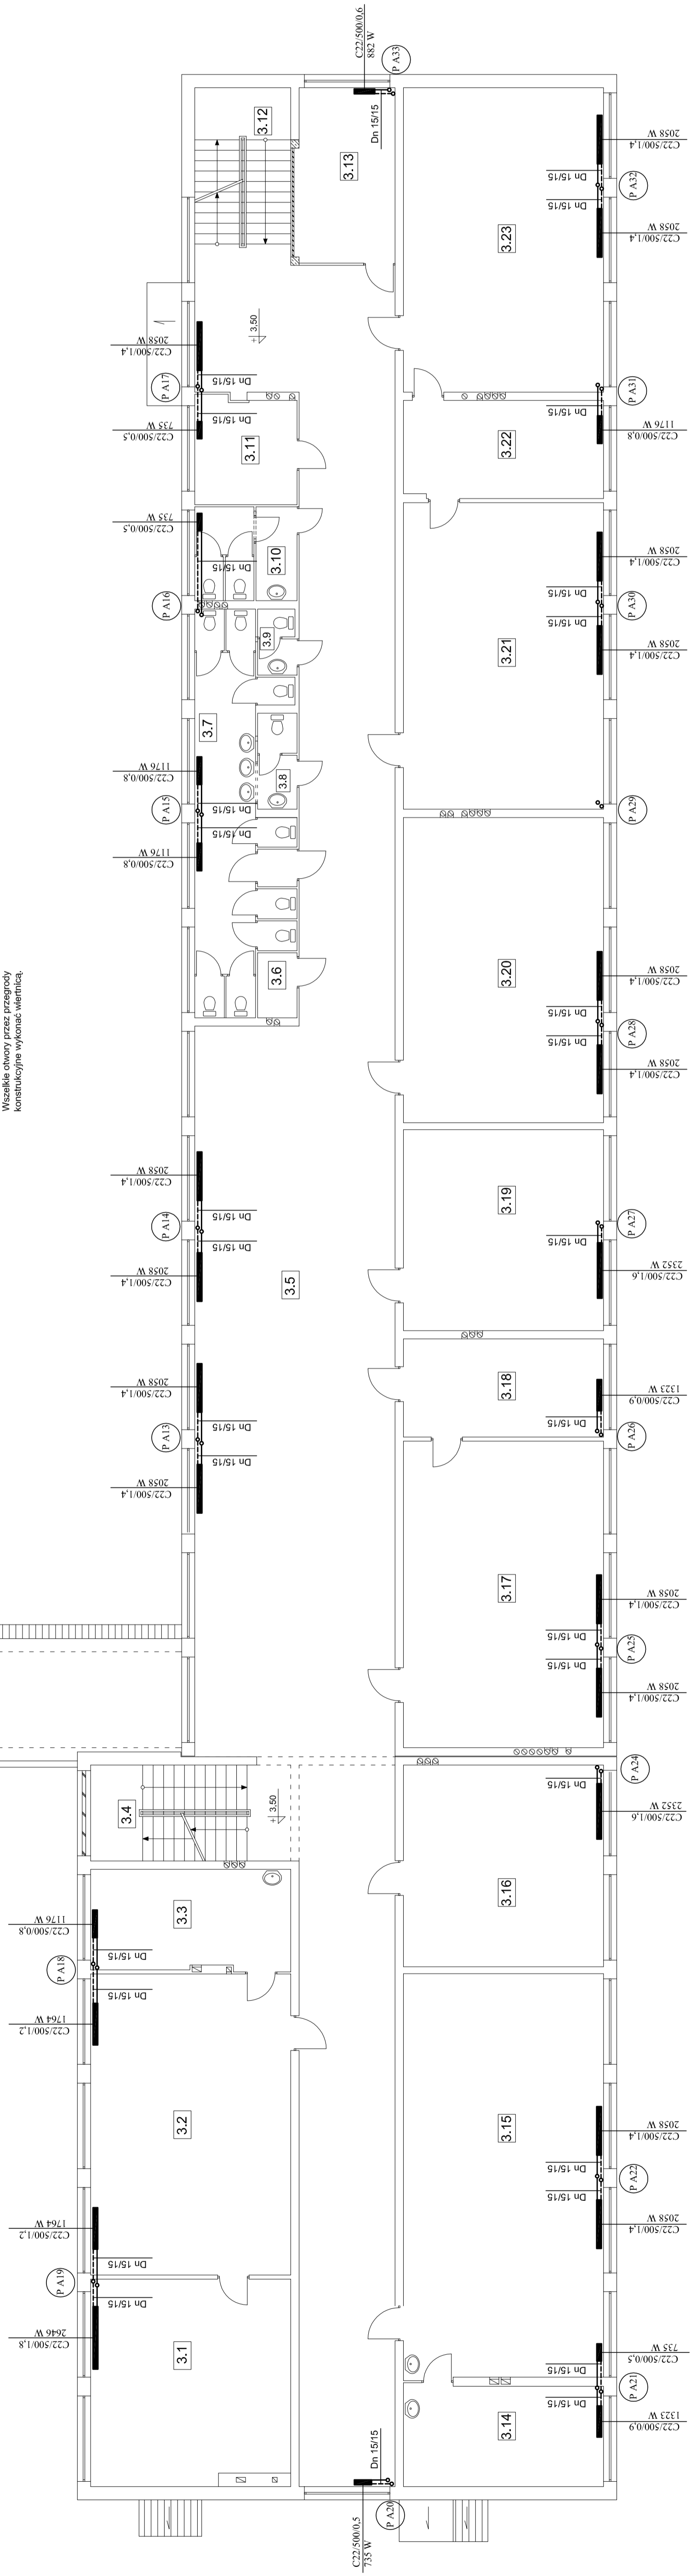 C22/500/0,6
882 W
P A33
Dn 15/15
3.12
3.13
2058 W
C22/500/1,4
Dn 15/15
P A32
Dn 15/15
2058 W
C22/500/1,4
3.23
+ 3,50
2058 W
C22/500/1,4
P A17
Dn 15/15
Dn 15/15
735 W
C22/500/0,5
3.11
P A31
Dn 15/15
1176 W
C22/500/0,8
3.22
735 W
C22/500/0,5
Dn 15/15
P A16
3.10
3.9
2058 W
C22/500/1,4
Dn 15/15
P A30
Dn 15/15
2058 W
C22/500/1,4
3.21
3.7
3.8
1176 W
C22/500/0,8
P A15
Dn 15/15
Dn 15/15
1176 W
C22/500/0,8
P A29
3.6
3.20
2058 W
C22/500/1,4
Dn 15/15
P A28
Dn 15/15
2058 W
C22/500/1,4
Wszelkie otwory przez przegrody
konstrukcyjne wykonać wiertnicą.
2058 W
C22/500/1,4
P A14
Dn 15/15
Dn 15/15
2058 W
C22/500/1,4
3.5
3.19
P A27
Dn 15/15
2352 W
C22/500/1,6
2058 W
C22/500/1,4
P A13
Dn 15/15
Dn 15/15
2058 W
C22/500/1,4
3.18
1323 W
C22/500/0,9
Dn 15/15
P A26
3.17
2058 W
C22/500/1,4
Dn 15/15
P A25
Dn 15/15
2058 W
C22/500/1,4
P A24
Dn 15/15
2352 W
C22/500/1,6
3.4
+ 3,50
3.16
3.3
1176 W
C22/500/0,8
P A18
Dn 15/15
Dn 15/15
1764 W
C22/500/1,2
3.2
3.15
2058 W
C22/500/1,4
Dn 15/15
P A22
Dn 15/15
2058 W
C22/500/1,4
1764 W
C22/500/1,2
P A19
Dn 15/15
Dn 15/15
2646 W
C22/500/1,8
3.1
735 W
C22/500/0,5
Dn 15/15
P A21
Dn 15/15
1323 W
C22/500/0,9
3.14
Dn 15/15
P A20
C22/500/0,5
735 W